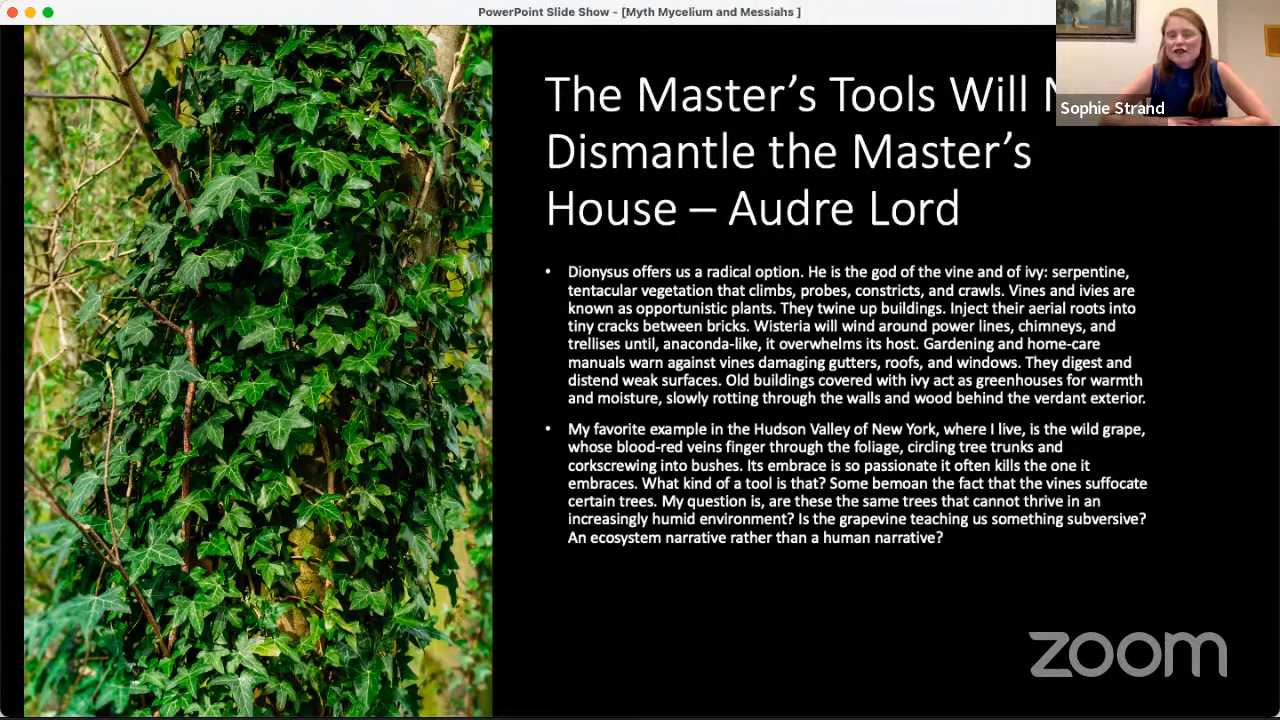 PowerPoint Slide Show - [Myth Mycelium and Messiahs ]
Sophie Strand
The Master's Tools Will
Dismantle the Master's
House – Audre Lord
• Dionysus offers us a radical option. He is the god of the vine and of ivy: serpentine,
tentacular vegetation that climbs, probes, constricts, and crawls. Vines and ivies are
known as opportunistic plants. They twine up buildings. Inject their aerial roots into
tiny cracks between bricks. Wisteria will wind around power lines, chimneys, and
trellises until, anaconda-like, it overwhelms its host. Gardening and home-care
manuals warn against vines damaging gutters, roofs, and windows. They digest and
distend weak surfaces. Old buildings covered with ivy act as greenhouses for warmth
and moisture, slowly rotting through the walls and wood behind the verdant exterior.
• My favorite example in the Hudson Valley of New York, where I live, is the wild grape,
whose blood-red veins finger through the foliage, circling tree trunks and
corkscrewing into bushes. Its embrace is so passionate it often kills the one it
embraces. What kind of a tool is that? Some bemoan the fact that the vines suffocate
certain trees. My question is, are these the same trees that cannot thrive in an
increasingly humid environment? Is the grapevine teaching us something subversive?
An ecosystem narrative rather than a human narrative?
zoom